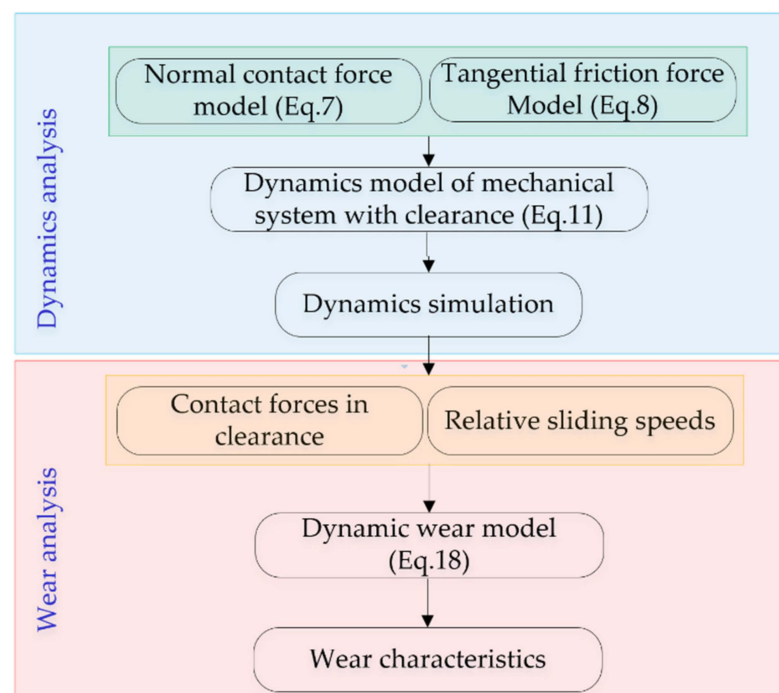 Dynamics analysis
Normal contact force
model (Eq.7)
Tangential friction force
Model (Eq.8)
Dynamics model of mechanical
system with clearance (Eq.11)
Dynamics simulation
Wear analysis
Contact forces in
clearance
Relative sliding speeds
Dynamic wear model
(Eq.18)
Wear characteristics